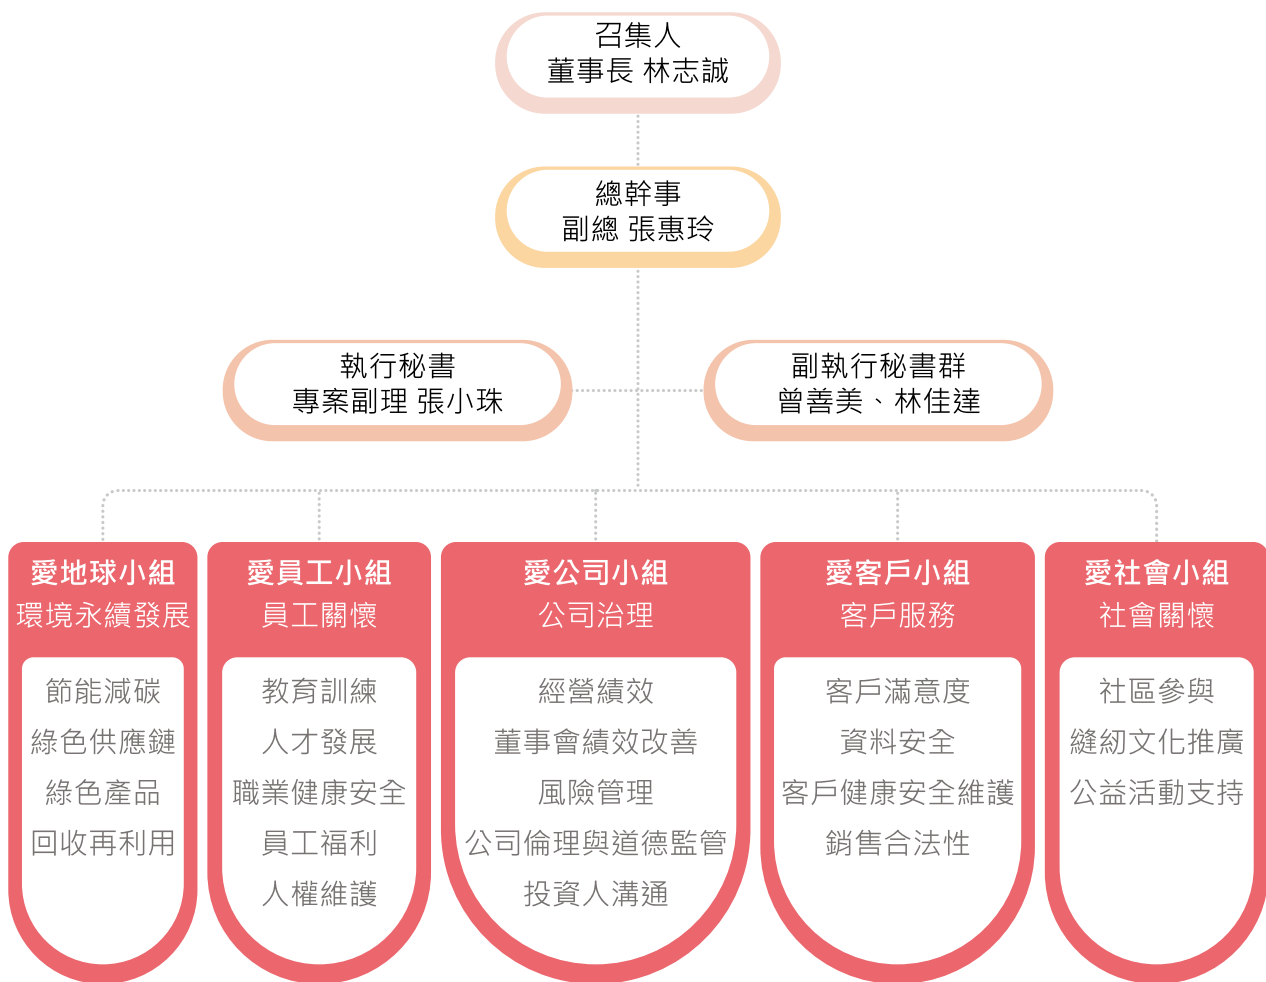 召集人
董事長 林志誠
總幹事
副總 張惠玲
執行秘書
專案副理 張小珠
副執行秘書群
曾善美、林佳達
愛地球小組
環境永續發展
節能減碳
綠色供應鏈
綠色產品
回收再利用
愛員工小組
員工關懷
教育訓練
人才發展
職業健康安全
員工福利
人權維護
愛公司小組
公司治理
經營績效
董事會績效改善
風險管理
公司倫理與道德監管
投資人溝通
愛客戶小組
客戶服務
客戶滿意度
資料安全
客戶健康安全維護
銷售合法性
愛社會小組
社會關懷
社區參與
縫紉文化推廣
公益活動支持